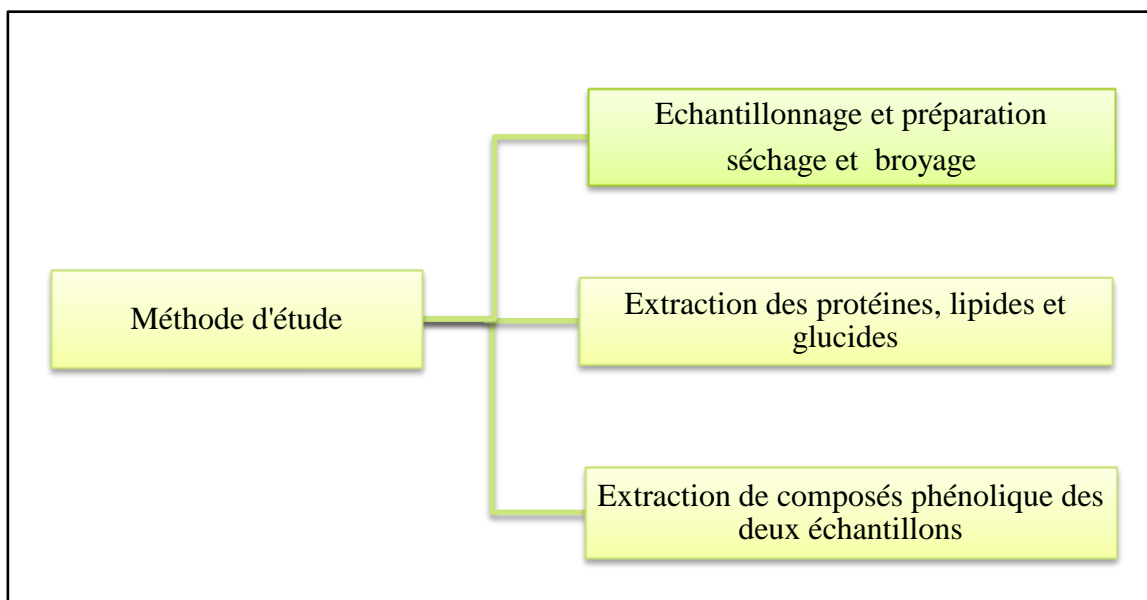 Echantillonnage et préparation
séchage et broyage
Méthode d'étude
Extraction des protéines, lipides et
glucides
Extraction de composés phénolique des
deux échantillons